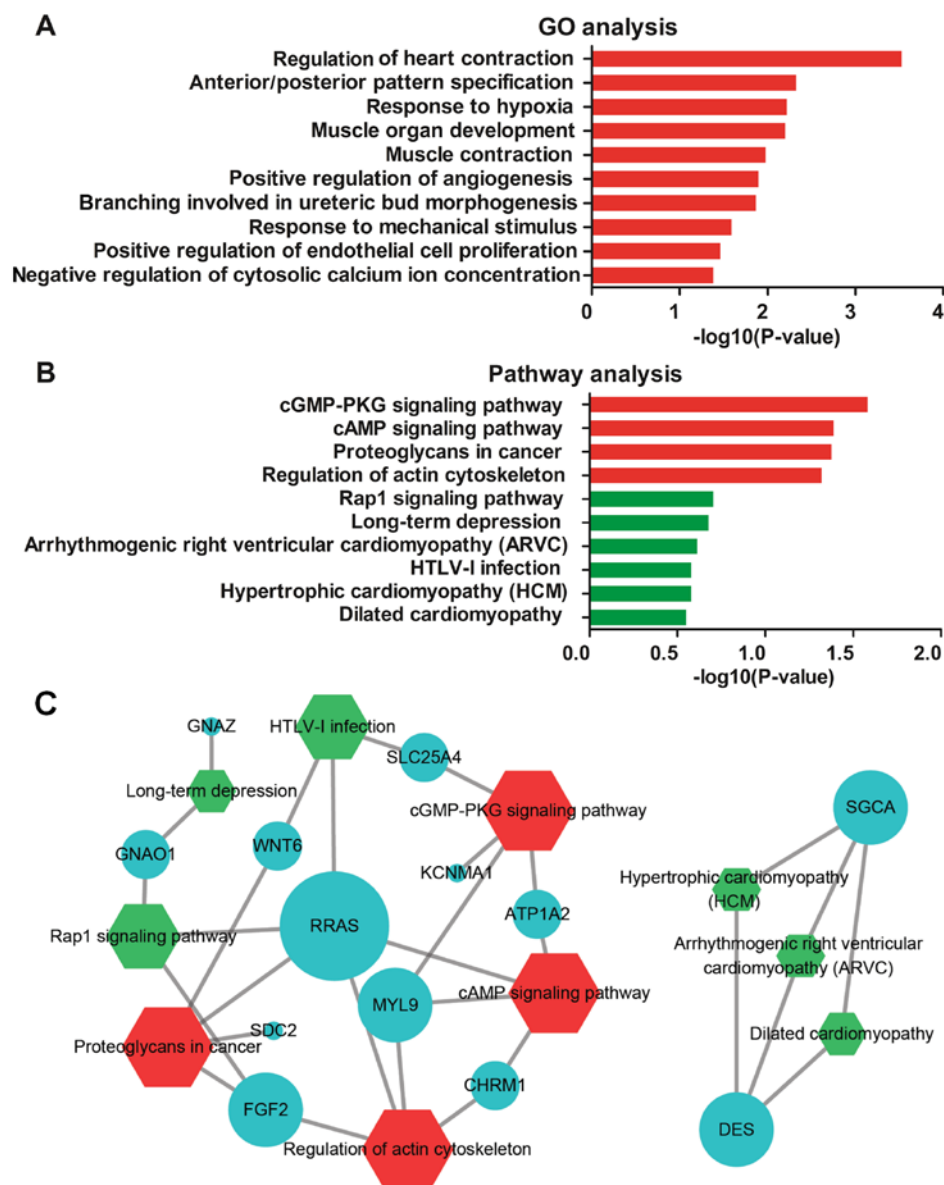 A
GO analysis
Regulation of heart contraction
Anterior/posterior pattern specification
Response to hypoxia
Muscle organ development
Muscle contraction
Positive regulation of angiogenesis
Branching involved in ureteric bud morphogenesis
Response to mechanical stimulus
Positive regulation of endothelial cell proliferation
Negative regulation of cytosolic calcium ion concentration
0 1 2 3 4
-log10(P-value)
B
Pathway analysis
cGMP-PKG signaling pathway
cAMP signaling pathway
Proteoglycans in cancer
Regulation of actin cytoskeleton
Rap1 signaling pathway
Long-term depression
Arrhythmogenic right ventricular cardiomyopathy (ARVC)
HTLV-I infection
Hypertrophic cardiomyopathy (HCM)
Dilated cardiomyopathy
0.0 0.5 1.0 1.5 2.0
-log10(P-value)
C
GNAZ
HTLV-I infection
SLC25A4
Long-term depression
cGMP-PKG signaling pathway
SGCA
GNAO1
WNT6
KCNMA1
Hypertrophic cardiomyopathy
(HCM)
ATP1A2
RRAS
Rap1 signaling pathway
Arrhythmogenic right ventricular
cardiomyopathy (ARVC)
MYL9
cAMP signaling pathway
SDC2
Proteoglycans in cancer
Dilated cardiomyopathy
CHRM1
FGF2
DES
Regulation of actin cytoskeleton